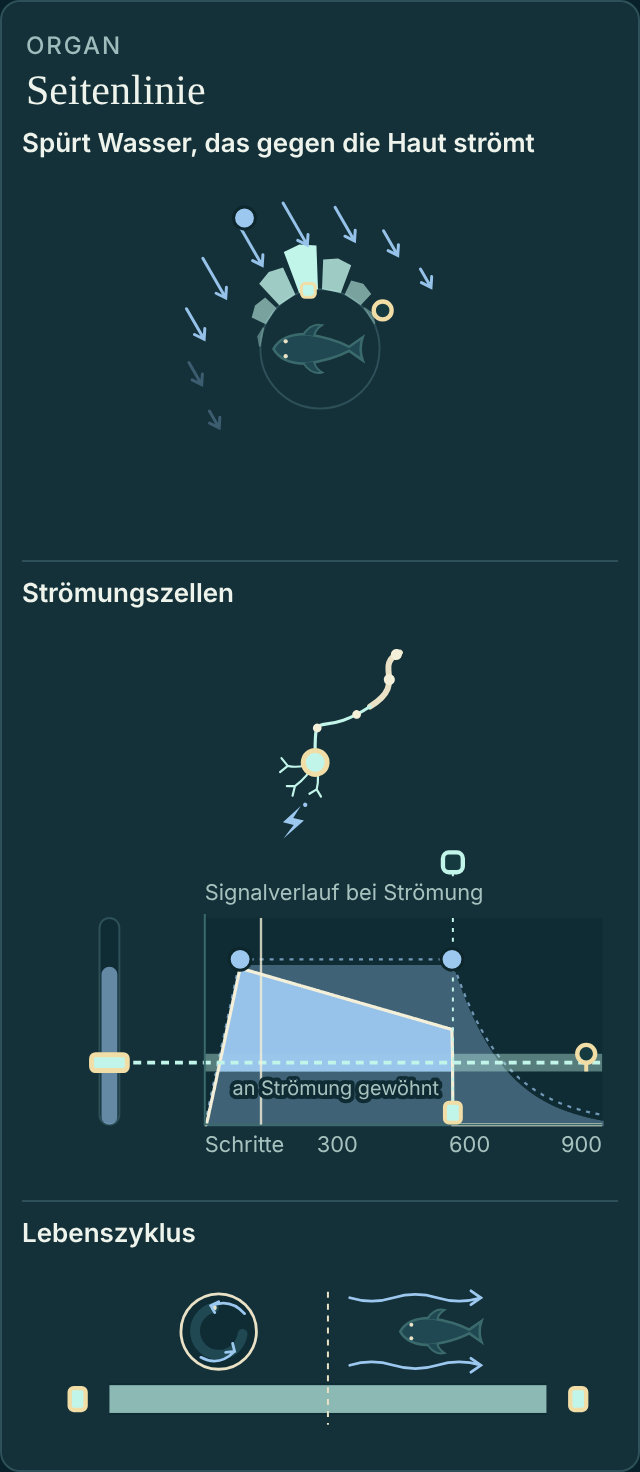 ORGAN
Seitenlinie
Spürt Wasser, das gegen die Haut strömt
Strömungszellen
Signalverlauf bei Strömung
an Strömung gewöhnt
Schritte 300 600 900
Lebenszyklus